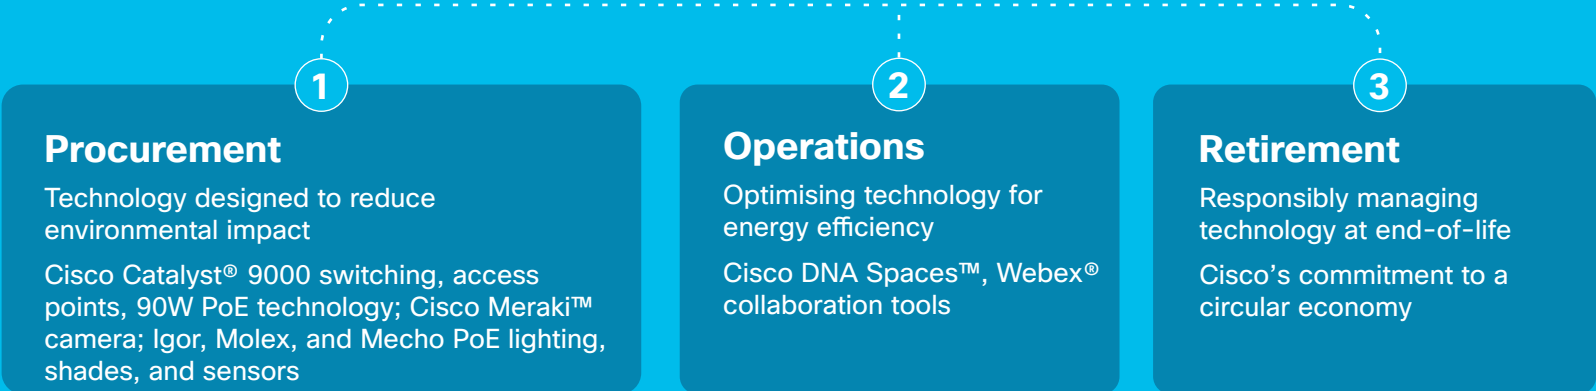 1
Procurement
Technology designed to reduce
environmental impact
Cisco Catalyst® 9000 switching, access
points, 90W PoE technology; Cisco Meraki™
camera; Igor, Molex, and Mecho PoE lighting,
shades, and sensors
2
Operations
Optimising technology for
energy efficiency
Cisco DNA Spaces™, Webex®
collaboration tools
3
Retirement
Responsibly managing
technology at end-of-life
Cisco's commitment to a
circular economy